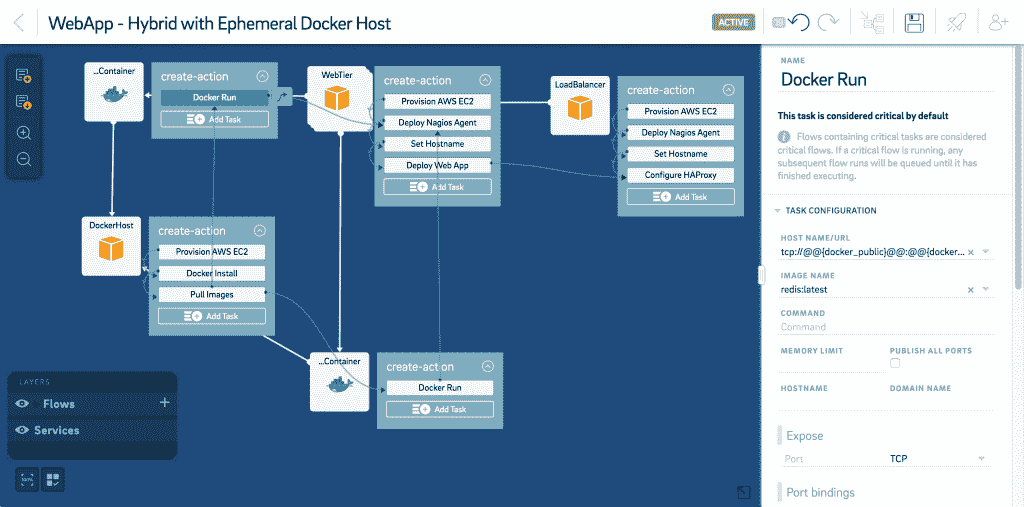 WebApp - Hybrid with Ephemeral Docker Host
ACTIVE
...Container
create-action
Docker Run
Add Task
WebTier
create-action
Provision AWS EC2
Deploy Nagios Agent
Set Hostname
Deploy Web App
Add Task
LoadBalancer
create-action
Provision AWS EC2
Deploy Nagios Agent
Set Hostname
Configure HAProxy
Add Task
DockerHost
create-action
Provision AWS EC2
Docker Install
Pull Images
Add Task
...Container
create-action
Docker Run
Add Task
LAYERS
Flows
Services
100%
NAME
Docker Run
This task is considered critical by default
Flows containing critical tasks are considered
critical flows. If a critical flow is running, any
subsequent flow runs will be queued until it has
finished executing.
TASK CONFIGURATION
HOST NAME/URL
tcp://@@{docker_public}@@:@@{docker...
IMAGE NAME
redis:latest
COMMAND
Command
MEMORY LIMIT
PUBLISH ALL PORTS
HOSTNAME
DOMAIN NAME
Expose
Port
TCP
Port bindings